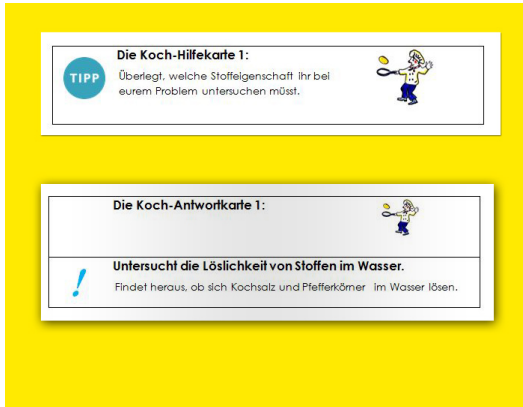 Die Koch-Hilfekarte 1:
TIPP
Überlegt, welche Stoffeigenschaft ihr bei
eurem Problem untersuchen müsst.
Die Koch-Antwortkarte 1:
Untersucht die Löslichkeit von Stoffen im Wasser.
!
Findet heraus, ob sich Kochsalz und Pfefferkörner im Wasser lösen.